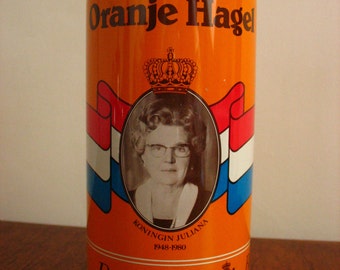 Oranje Hagel
KONINGIN JULIANA
1948-1980